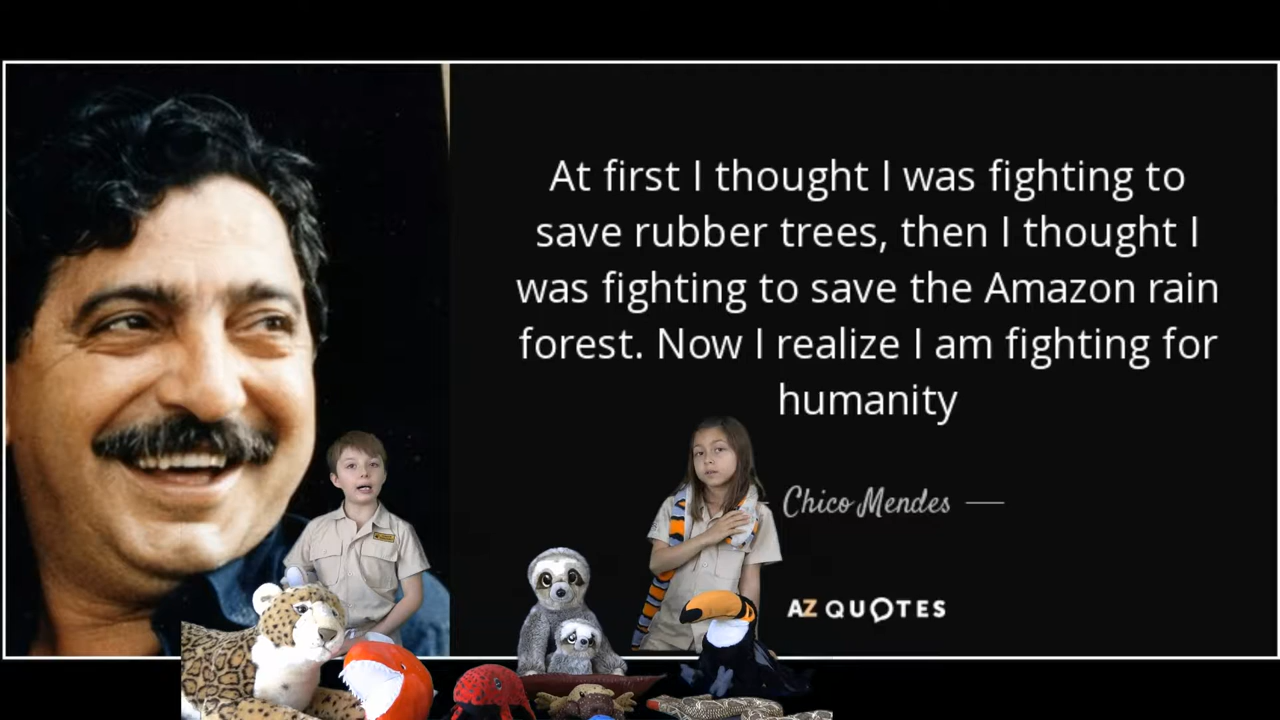 At first I thought I was fighting to
save rubber trees, then I thought I
was fighting to save the Amazon rain
forest. Now I realize I am fighting for
humanity
Chico Mendes
AZ QUOTES